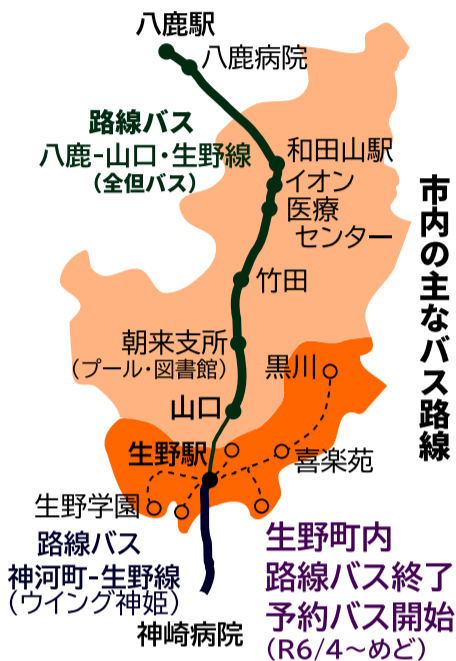 八鹿駅
八鹿病院
路線バス
八鹿-山口・生野線
（全但バス）
和田山駅
イオン
医療
センター
竹田
朝来支所
（プール・図書館）
黒川
山口
生野駅
喜楽苑
生野学園
路線バス
神河町-生野線
（ウイング神姫）
神崎病院
市内の主なバス路線
生野町内
路線バス終了
予約バス開始
（R6/4～めど）